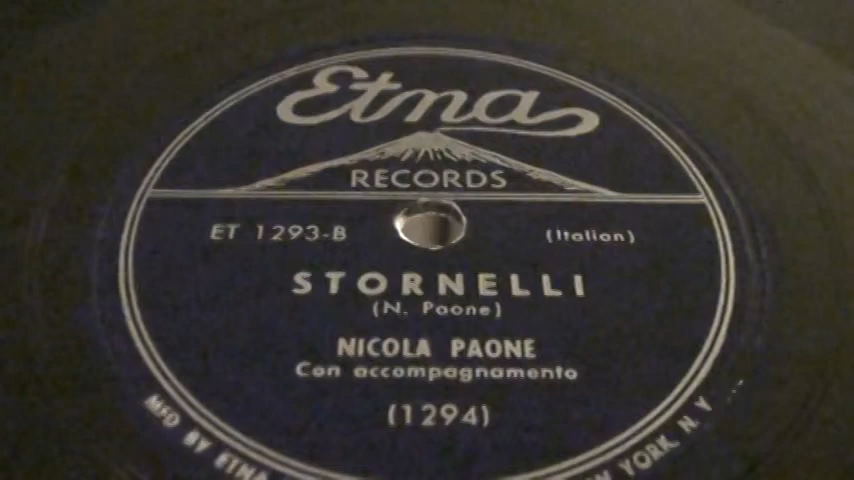 Etna
RECORDS
ET 1293-B (Italian)
STORNELLI
(N. Paone)
NICOLA PAONE
Con accompagnamento
(1294)
MFD BY ETNA YORK, N. Y